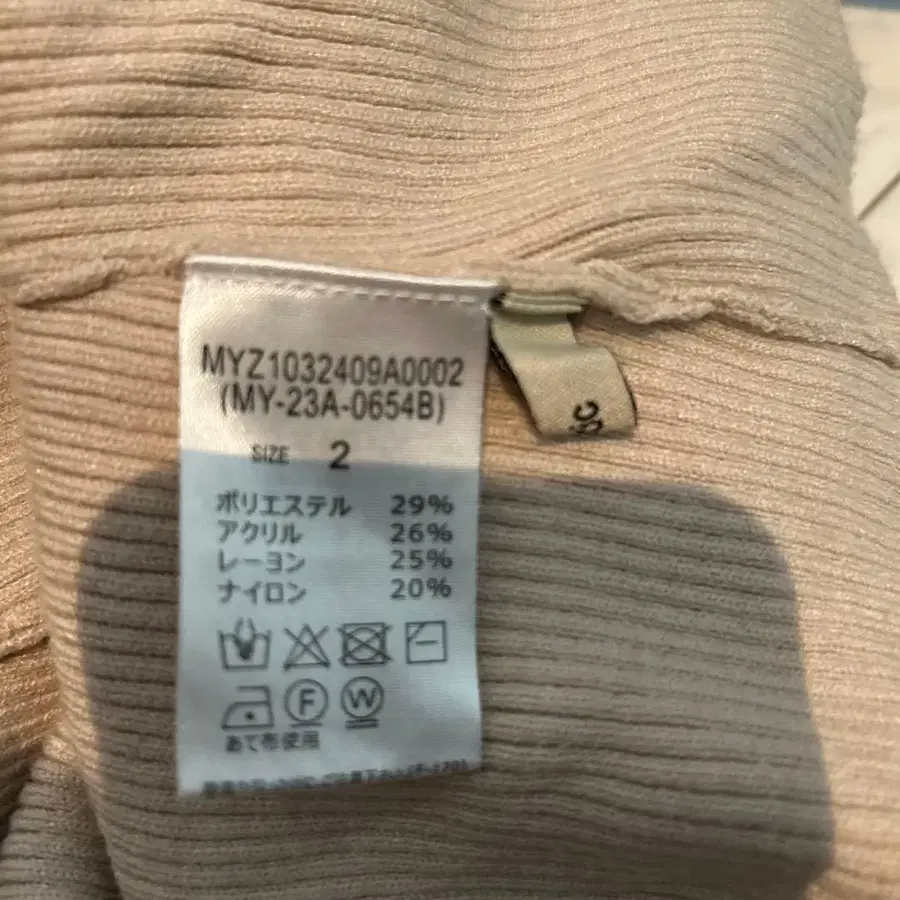 MYZ1032409A0002
(MY-23A-0654B)
SIZE 2
ポリエステル 29%
アクリル 26%
レーヨン 25%
ナイロン 20%
F W
あて布使用